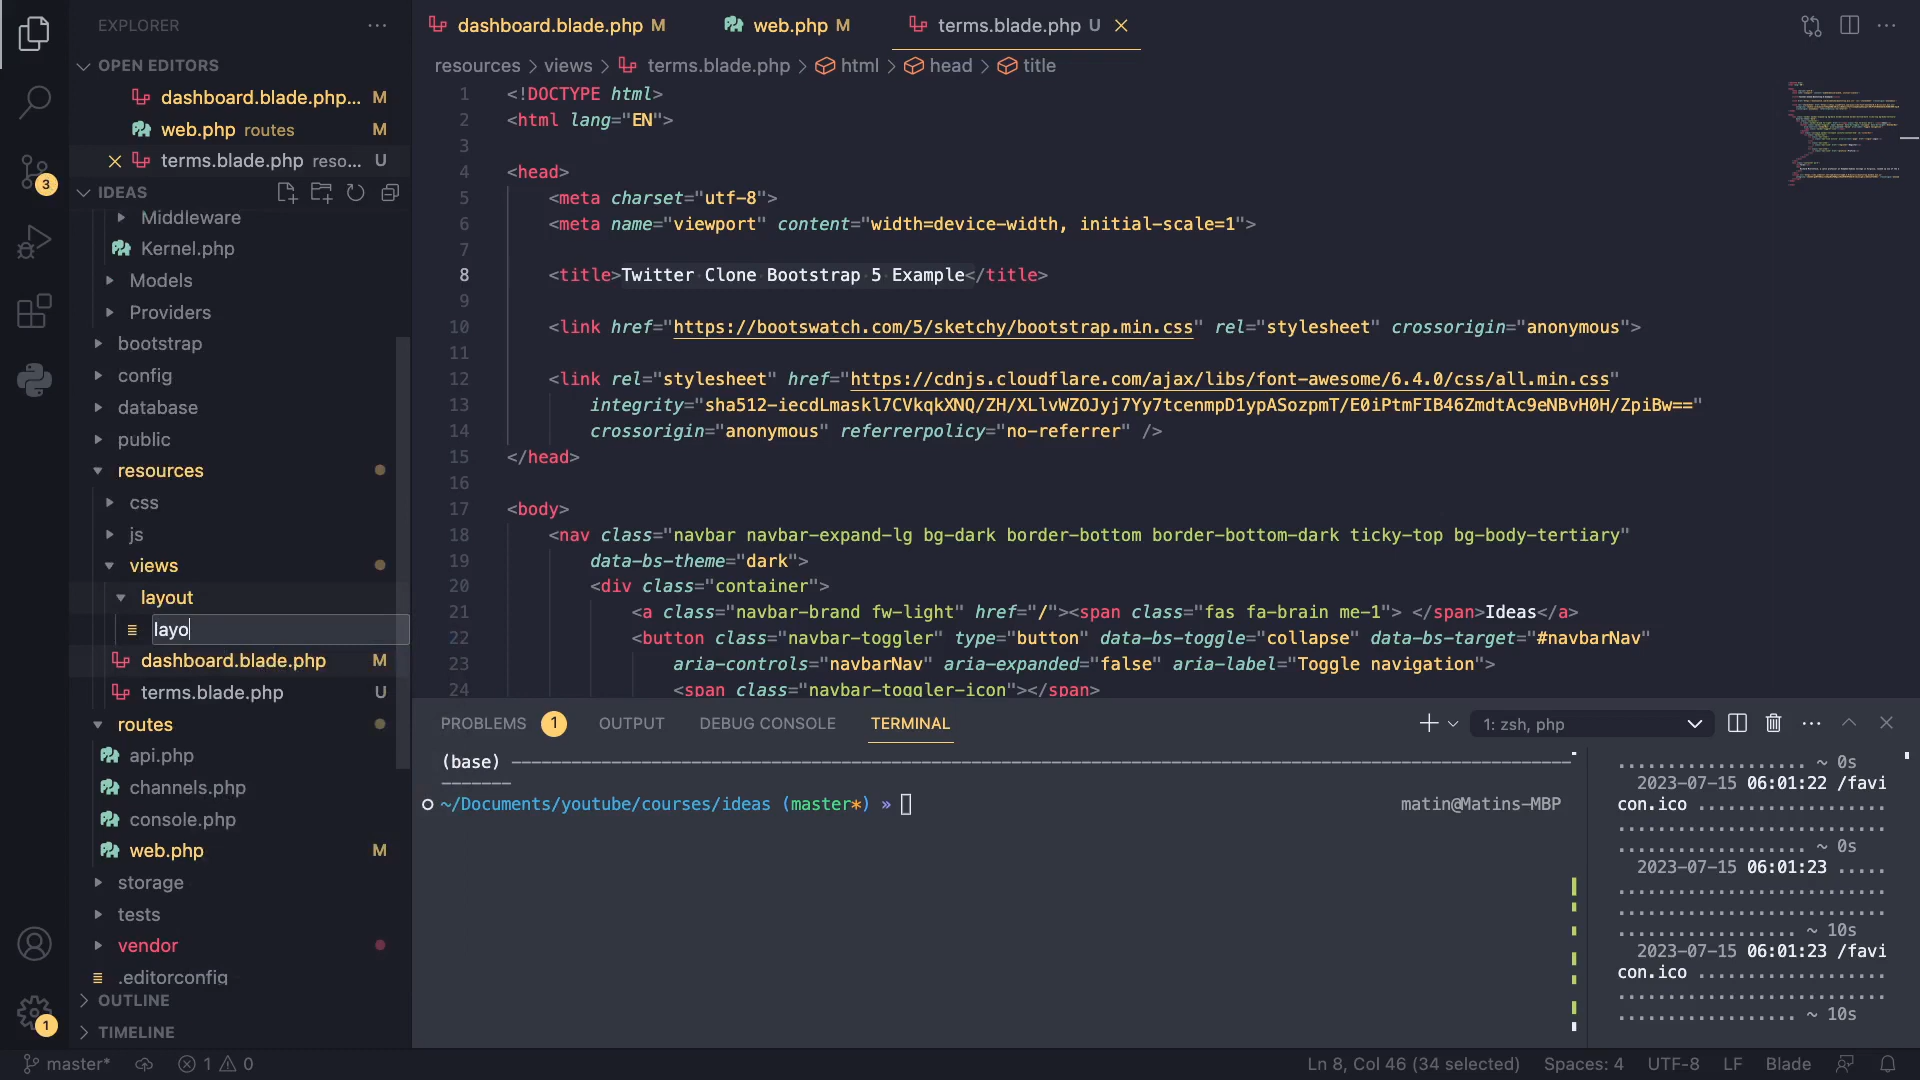 EXPLORER
OPEN EDITORS
dashboard.blade.php... M
web.php routes M
terms.blade.php reso... U
IDEAS
Middleware
Kernel.php
Models
Providers
bootstrap
config
database
public
resources
css
js
views
layout
layo
dashboard.blade.php M
terms.blade.php U
routes
api.php
channels.php
console.php
web.php M
storage
tests
vendor
.editorconfig
OUTLINE
TIMELINE
3
1
dashboard.blade.php M web.php M terms.blade.php U
resources > views > terms.blade.php > html > head > title
1 <!DOCTYPE html>
2 <html lang="EN">
3
4 <head>
5 <meta charset="utf-8">
6 <meta name="viewport" content="width=device-width, initial-scale=1">
7
8 <title>Twitter Clone Bootstrap 5 Example</title>
9
10 <link href="https://bootswatch.com/5/sketchy/bootstrap.min.css" rel="stylesheet" crossorigin="anonymous">
11
12 <link rel="stylesheet" href="https://cdnjs.cloudflare.com/ajax/libs/font-awesome/6.4.0/css/all.min.css"
13 integrity="sha512-iecdLmaskl7CVkqkXNQ/ZH/XLlvWZOJyj7Yy7tcenmpD1ypASozpmT/E0iPtmFIB46ZmdtAc9eNBvH0H/ZpiBw=="
14 crossorigin="anonymous" referrerpolicy="no-referrer" />
15 </head>
16
17 <body>
18 <nav class="navbar navbar-expand-lg bg-dark border-bottom border-bottom-dark ticky-top bg-body-tertiary"
19 data-bs-theme="dark">
20 <div class="container">
21 <a class="navbar-brand fw-light" href="/"><span class="fas fa-brain me-1"> </span>Ideas</a>
22 <button class="navbar-toggler" type="button" data-bs-toggle="collapse" data-bs-target="#navbarNav"
23 aria-controls="navbarNav" aria-expanded="false" aria-label="Toggle navigation">
24 <span class="navbar-toggler-icon"></span>
PROBLEMS 1 OUTPUT DEBUG CONSOLE TERMINAL
1: zsh, php
(base)
~/Documents/youtube/courses/ideas (master*) » matin@Matins-MBP
................... ~ 0s
2023-07-15 06:01:22 /favi
con.ico .....................
...........................
................... ~ 0s
2023-07-15 06:01:23 .....
...........................
...........................
.................. ~ 10s
2023-07-15 06:01:23 /favi
con.ico .....................
...........................
.................. ~ 10s
master* 1 0 Ln 8, Col 46 (34 selected) Spaces: 4 UTF-8 LF Blade